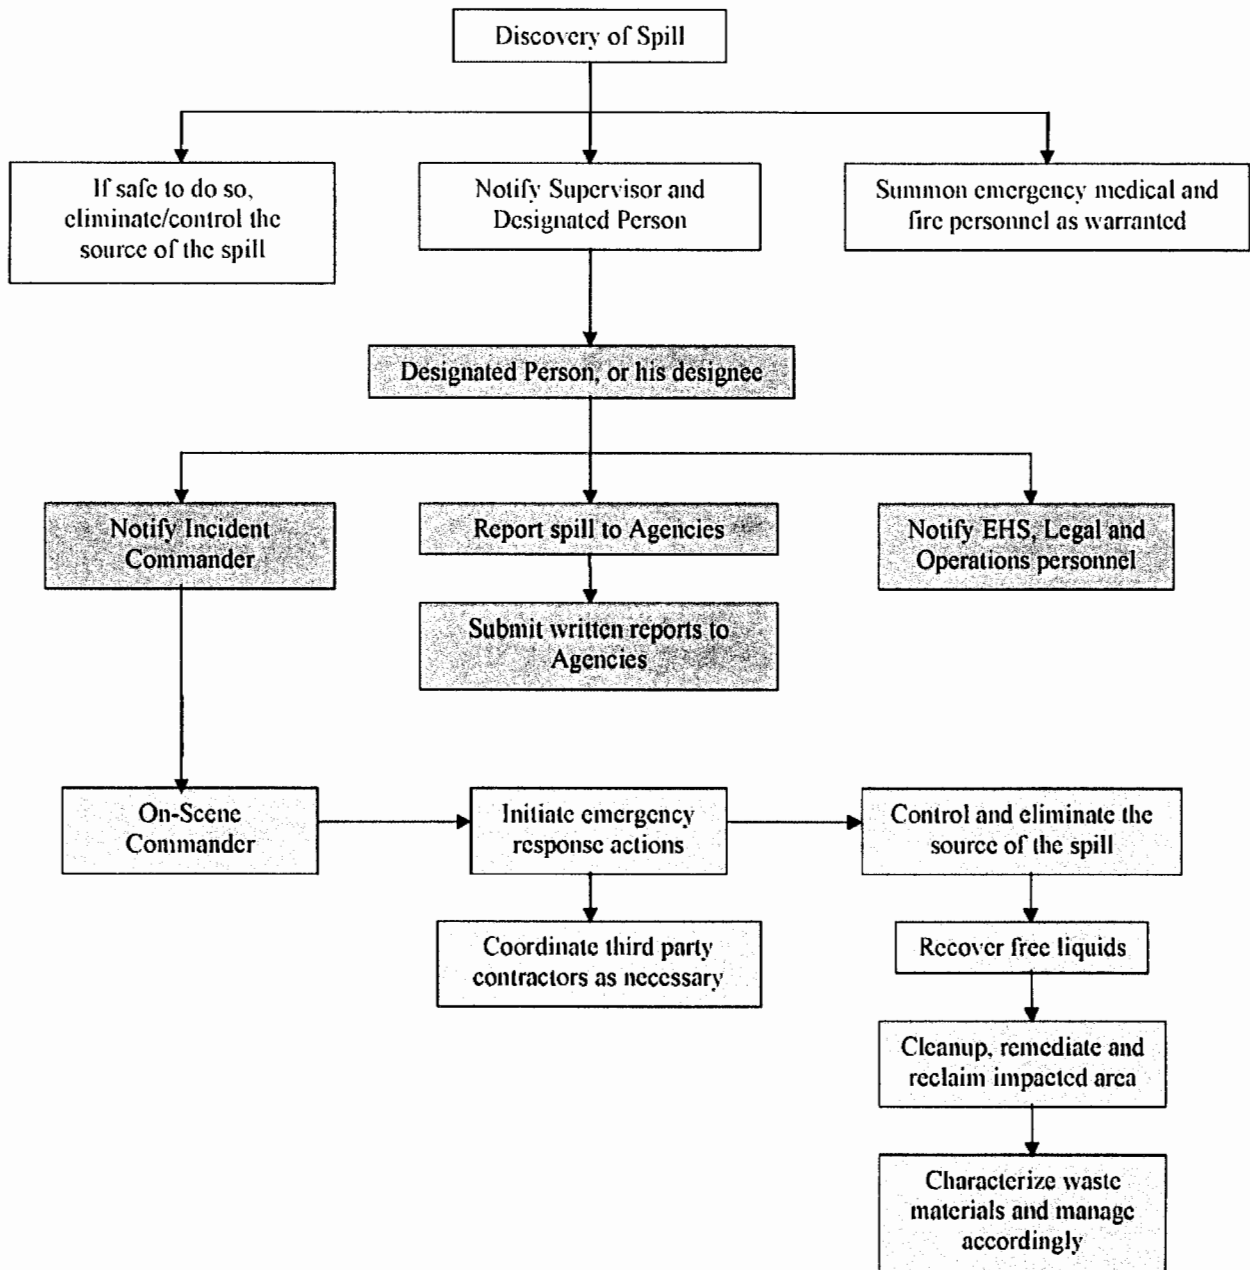 Discovery of Spill
If safe to do so,
eliminate/control the
source of the spill
Notify Supervisor and
Designated Person
Summon emergency medical and
fire personnel as warranted
Designated Person, or his designee
Notify Incident
Commander
Report spill to Agencies
Notify EHS, Legal and
Operations personnel
Submit written reports to
Agencies
On-Scene
Commander
Initiate emergency
response actions
Control and eliminate the
source of the spill
Coordinate third party
contractors as necessary
Recover free liquids
Cleanup, remediate and
reclaim impacted area
Characterize waste
materials and manage
accordingly